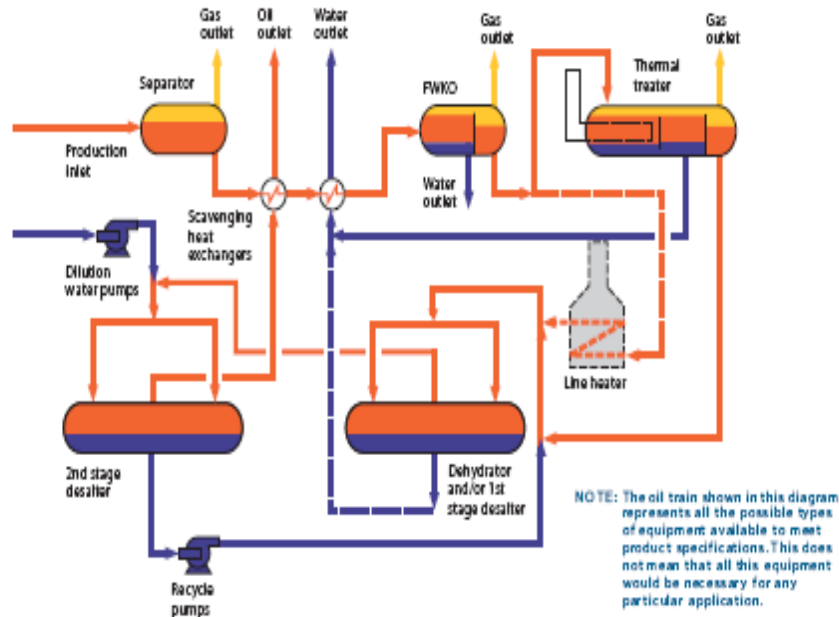 Gas
outlet
Oil
outlet
Water
outlet
Gas
outlet
Gas
outlet
Separator
FWKO
Thermal
treater
Production
inlet
Water
outlet
Scavenging
heat
exchangers
Dilution
water pumps
Line heater
2nd stage
desalter
Dehydrator
and/or 1st
stage desalter
Recycle
pumps
NOTE: The oil train shown in this diagram
represents all the possible types
of equipment available to meet
product specifications. This does
not mean that all this equipment
would be necessary for any
particular application.